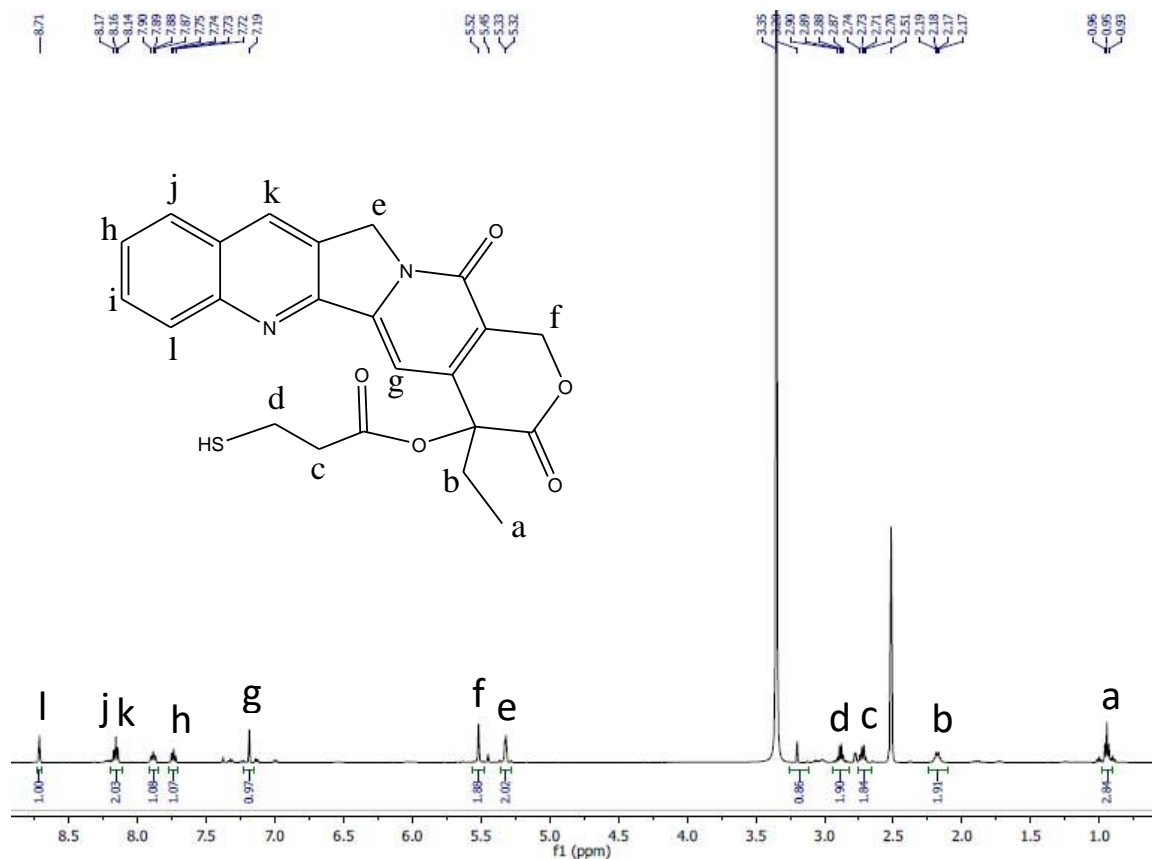 8.71 8.17 8.16 8.14 7.90 7.89 7.88 7.87 7.75 7.74 7.73 7.72 7.19 5.52 5.45 5.33 5.32 3.35 3.20 2.90 2.89 2.88 2.87 2.74 2.73 2.71 2.70 2.51 2.19 2.18 2.17 2.17 0.96 0.95 0.93
j k e
O
h
N
i
f
N
l
O g O
d
O
HS O
c b O
a
l j k h g f e d c b a
1.00 2.03 1.08 1.07 0.97 1.88 2.02 0.86 1.90 1.84 1.91 2.84
8.5 8.0 7.5 7.0 6.5 6.0 5.5 5.0 4.5 4.0 3.5 3.0 2.5 2.0 1.5 1.0
f1 (ppm)